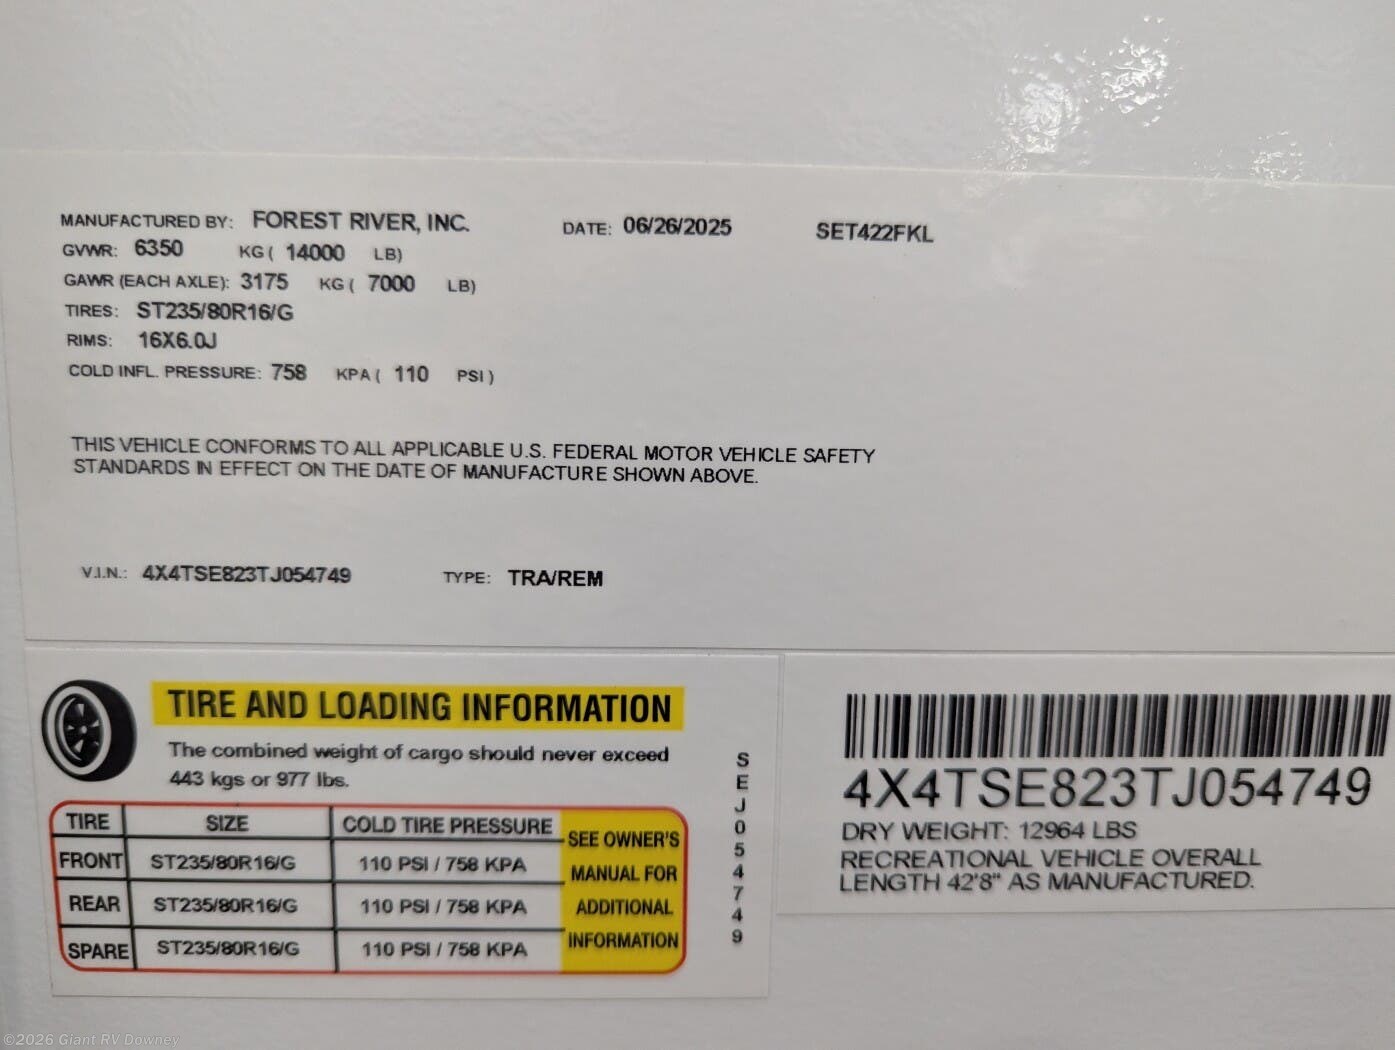 MANUFACTURED BY: FOREST RIVER, INC. DATE: 06/26/2025 SET422FKL
GVWR: 6350 KG ( 14000 LB)
GAWR (EACH AXLE): 3175 KG ( 7000 LB)
TIRES: ST235/80R16/G
RIMS: 16X6.0J
COLD INFL. PRESSURE: 758 KPA ( 110 PSI )
THIS VEHICLE CONFORMS TO ALL APPLICABLE U.S. FEDERAL MOTOR VEHICLE SAFETY
STANDARDS IN EFFECT ON THE DATE OF MANUFACTURE SHOWN ABOVE.
V.I.N.: 4X4TSE823TJ054749 TYPE: TRA/REM
TIRE AND LOADING INFORMATION
The combined weight of cargo should never exceed
443 kgs or 977 lbs.
TIRE SIZE COLD TIRE PRESSURE
FRONT ST235/80R16/G 110 PSI / 758 KPA
REAR ST235/80R16/G 110 PSI / 758 KPA
SPARE ST235/80R16/G 110 PSI / 758 KPA
SEE OWNER'S
MANUAL FOR
ADDITIONAL
INFORMATION
SEJ054749
4X4TSE823TJ054749
DRY WEIGHT: 12964 LBS
RECREATIONAL VEHICLE OVERALL
LENGTH 42'8" AS MANUFACTURED.
©2026 Giant RV Downey